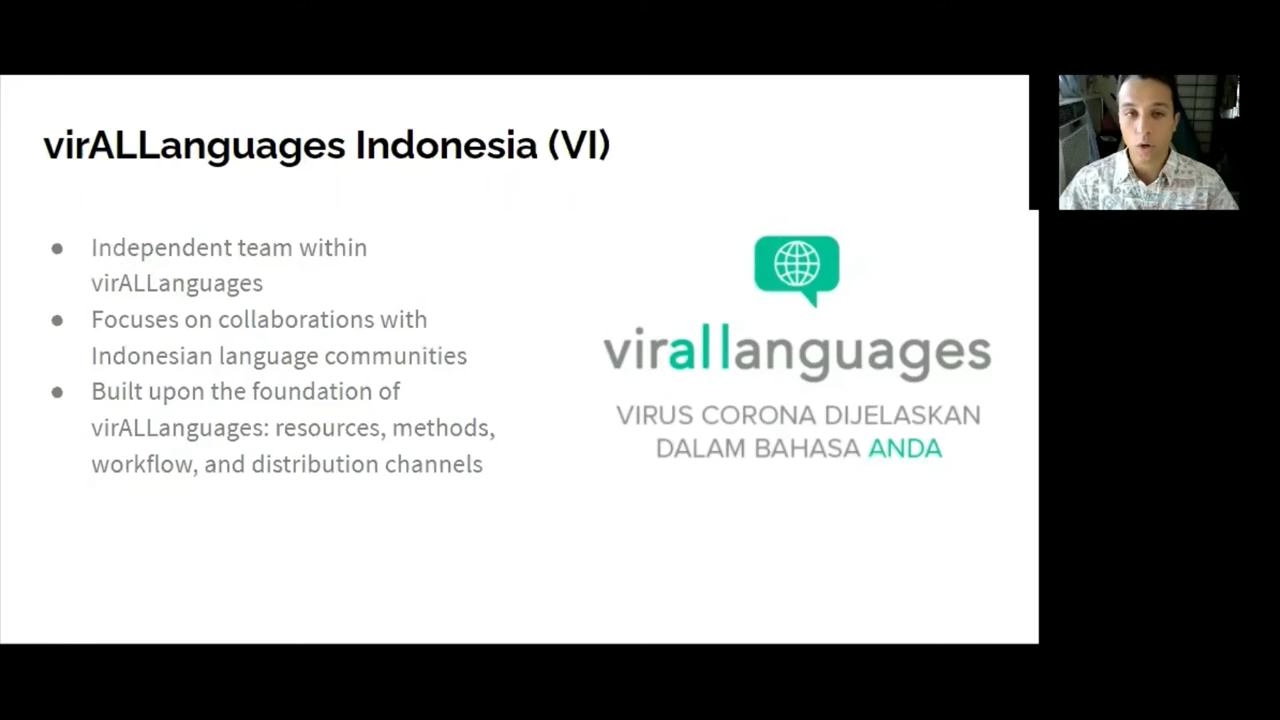 virALLanguages Indonesia (VI)
● Independent team within
virALLanguages
● Focuses on collaborations with
Indonesian language communities
● Built upon the foundation of
virALLanguages: resources, methods,
workflow, and distribution channels
virallanguages
VIRUS CORONA DIJELASKAN
DALAM BAHASA ANDA